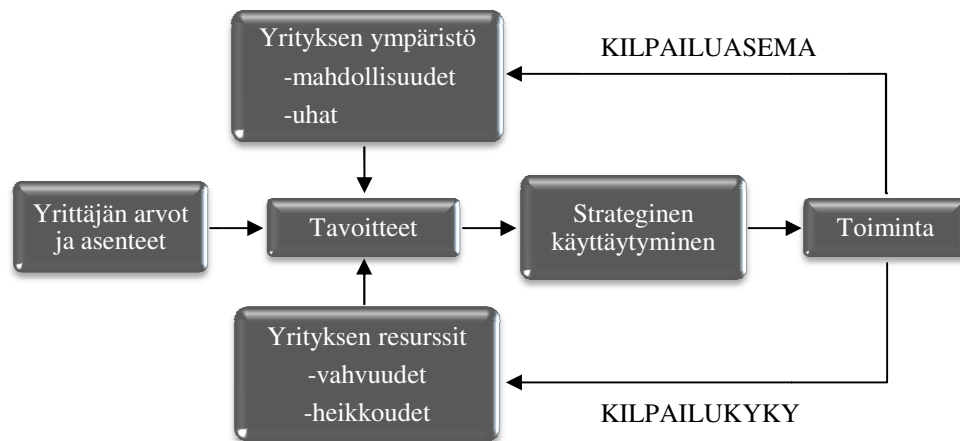 Yrityksen ympäristö
-mahdollisuudet
-uhat
KILPAILUASEMA
Yrittäjän arvot
ja asenteet
Tavoitteet
Strateginen
käyttäytyminen
Toiminta
Yrityksen resurssit
-vahvuudet
-heikkoudet
KILPAILUKYKY